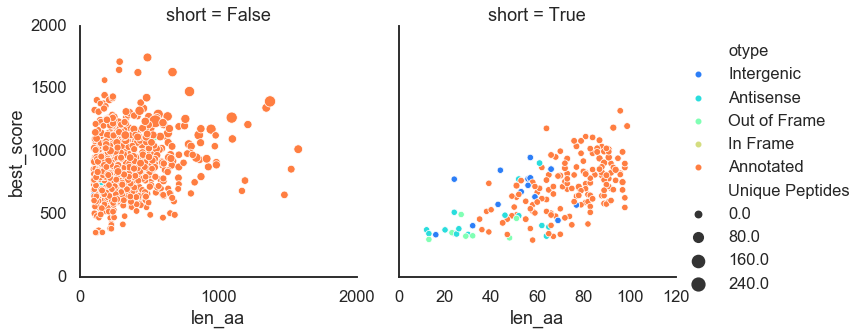 short = False
short = True
2000
1500
1000
500
0
best_score
0
1000
2000
len_aa
0
20
40
60
80
100
120
len_aa
otype
Intergenic
Antisense
Out of Frame
In Frame
Annotated
Unique Peptides
0.0
80.0
160.0
240.0